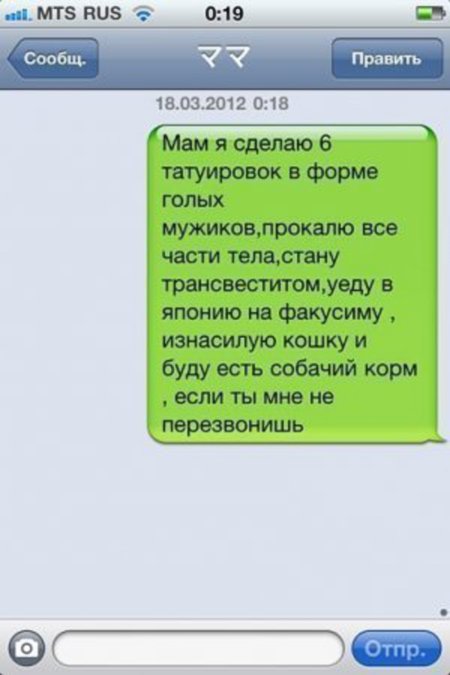 MTS RUS 0:19
Сообщ. ママ Править
18.03.2012 0:18
Мам я сделаю 6
татуировок в форме
голых
мужиков,прокалю все
части тела,стану
трансвеститом,уеду в
японию на факусиму ,
изнасилую кошку и
буду есть собачий корм
, если ты мне не
перезвонишь
Отпр.